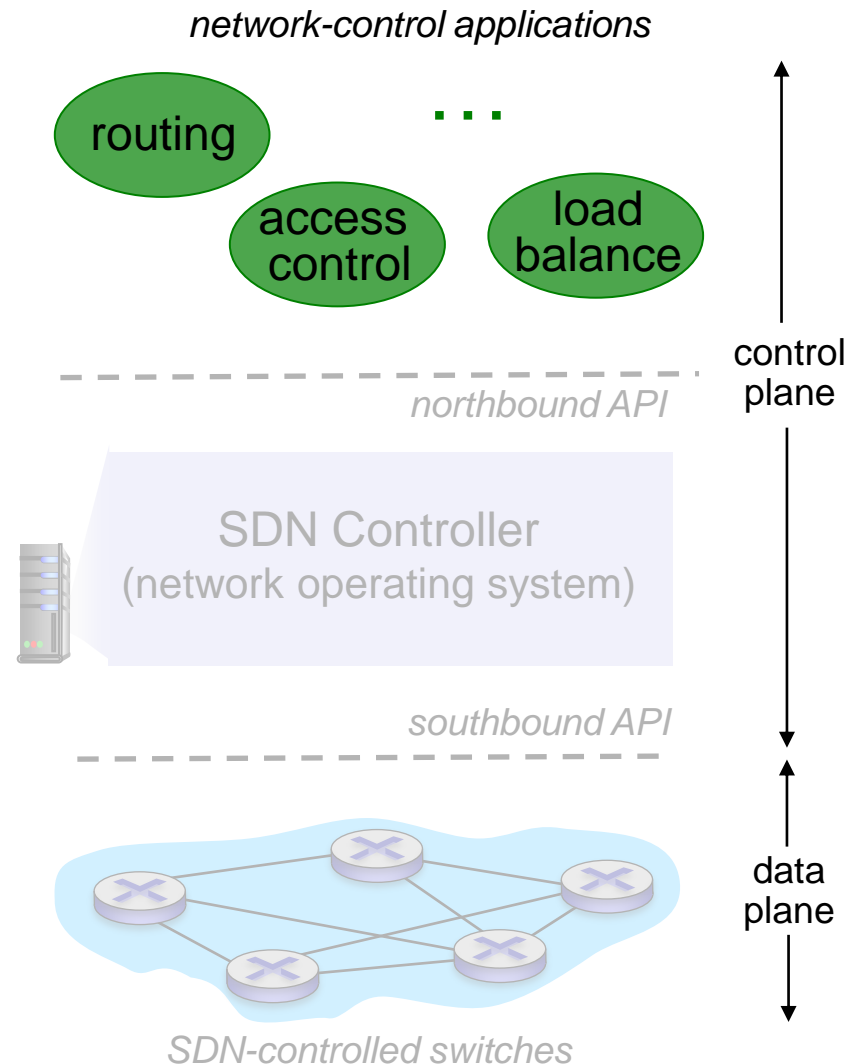 network-control applications
routing
. . .
access
control
load
balance
control
plane
northbound API
SDN Controller
(network operating system)
southbound API
data
plane
SDN-controlled switches